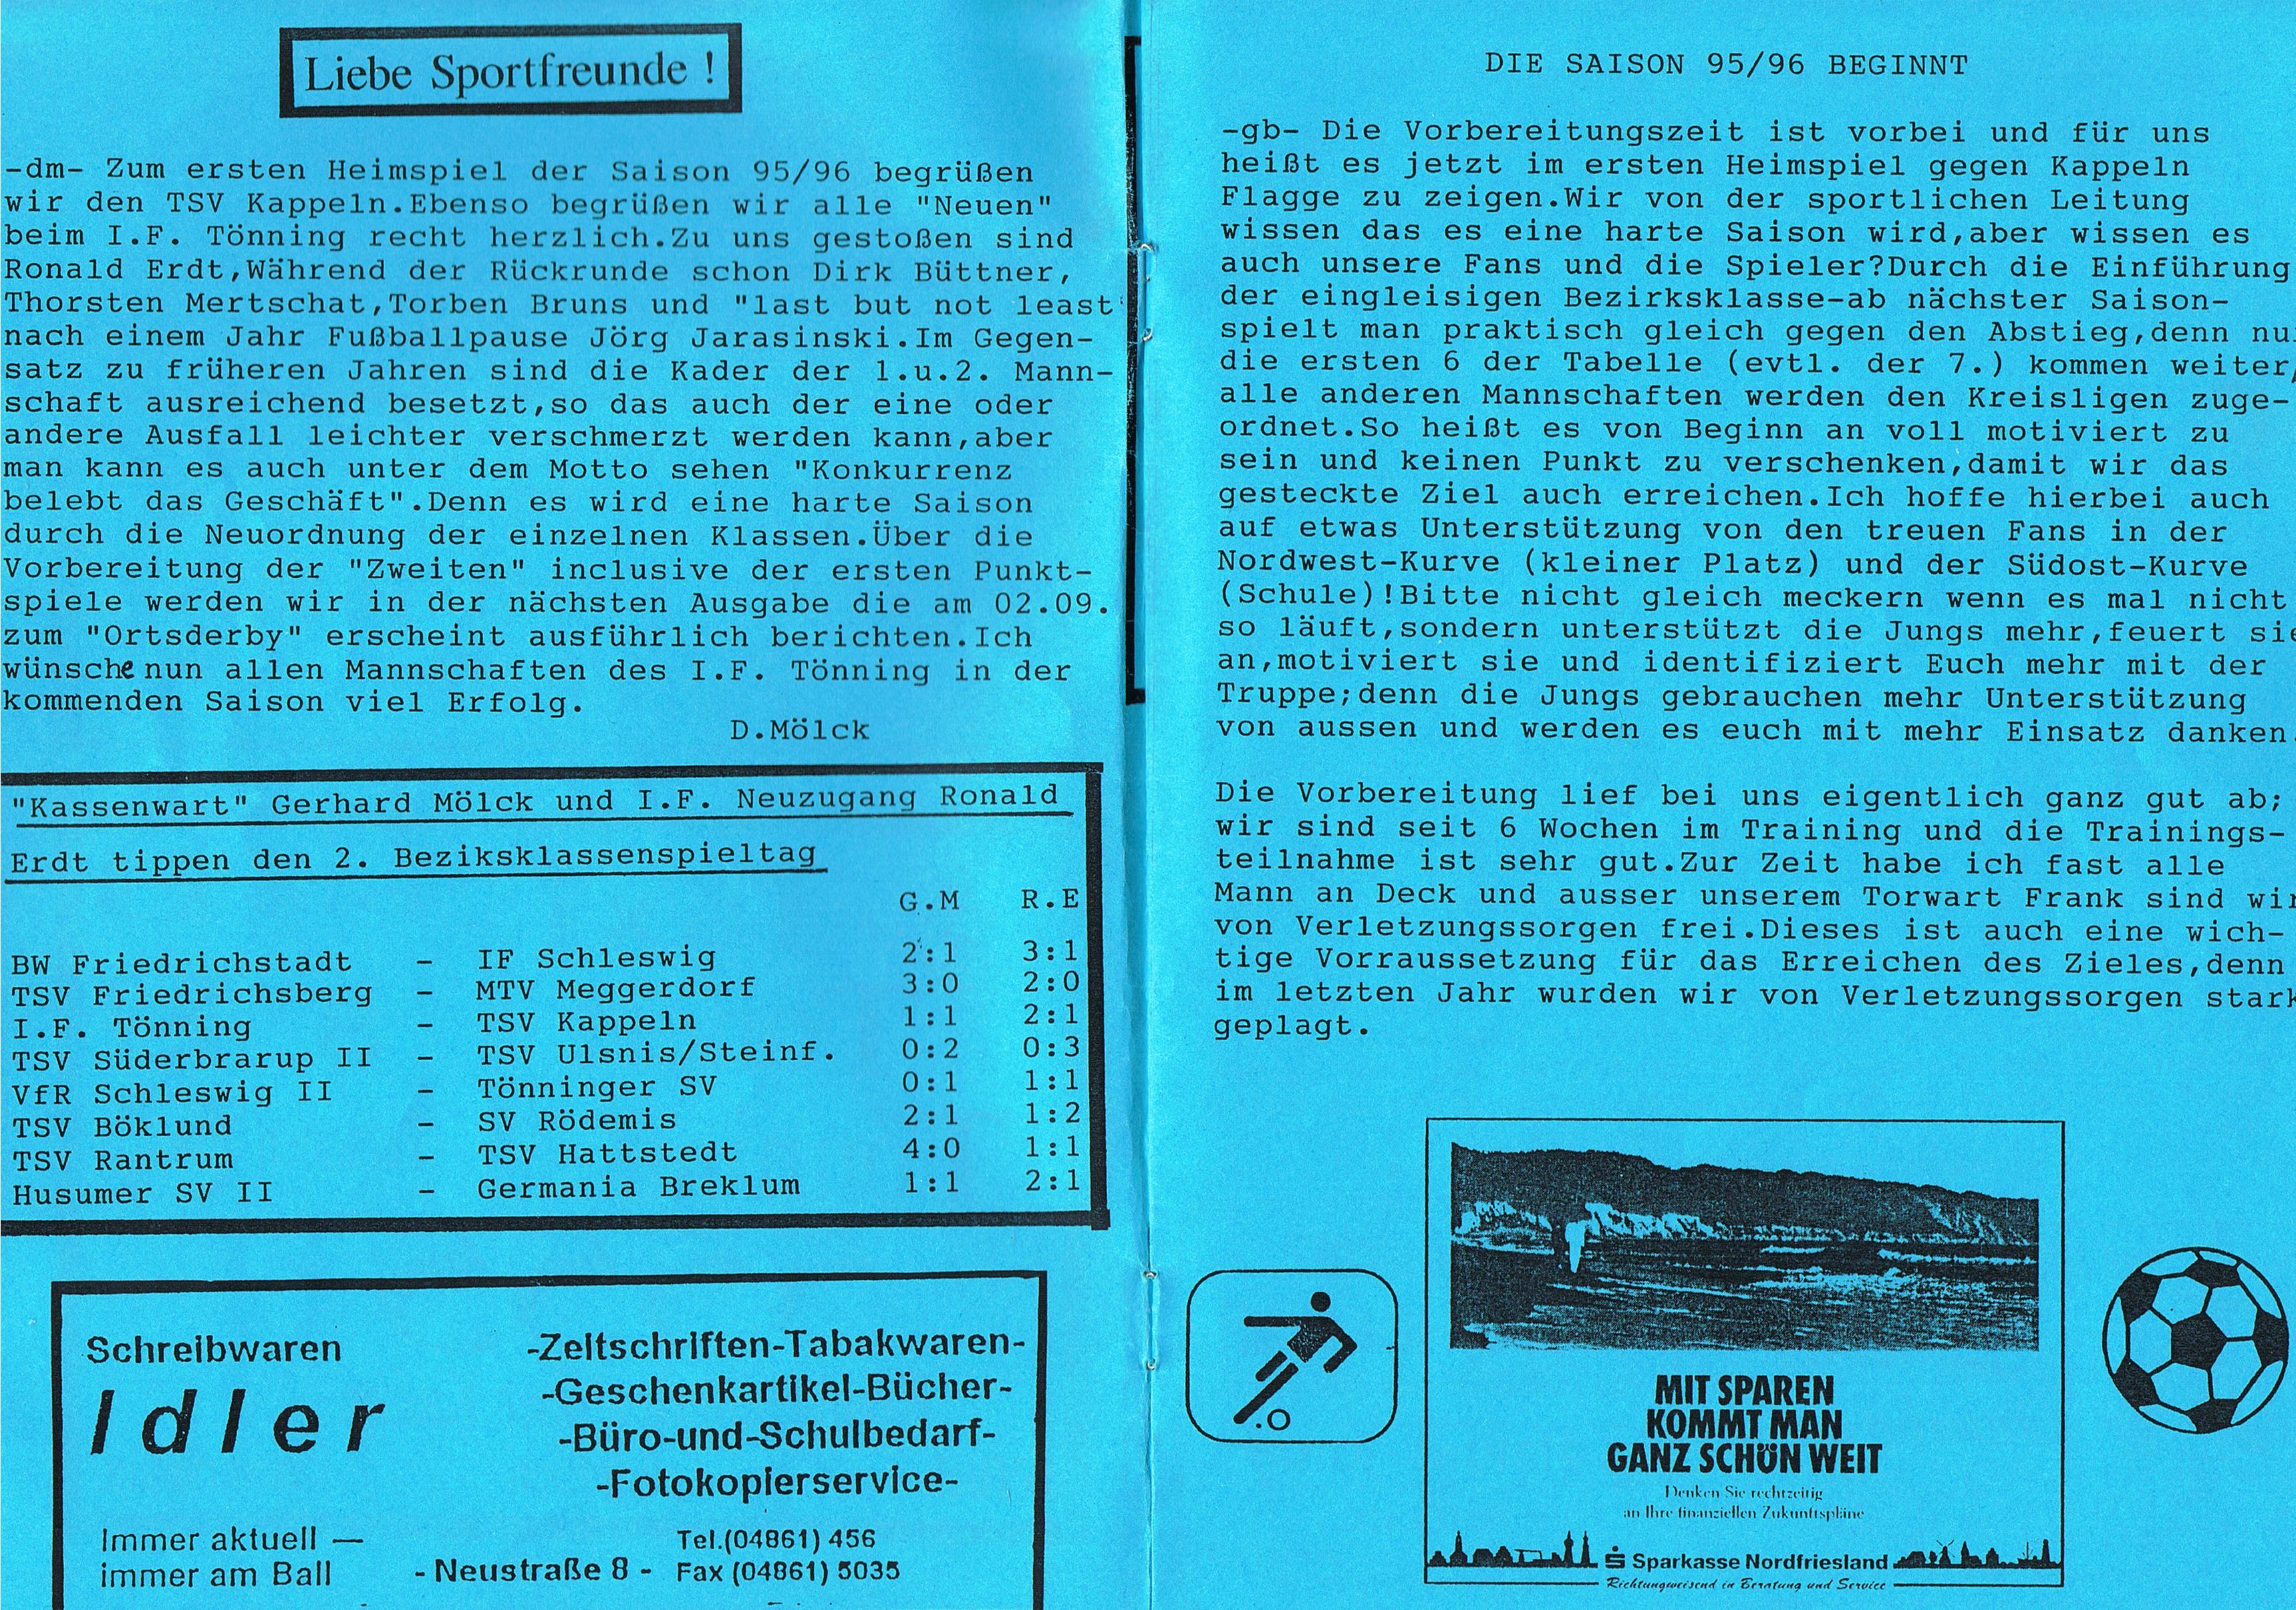 Liebe Sportfreunde !
-dm- Zum ersten Heimspiel der Saison 95/96 begrüßen
wir den TSV Kappeln.Ebenso begrüßen wir alle "Neuen"
beim I.F. Tönning recht herzlich.Zu uns gestoßen sind
Ronald Erdt,Während der Rückrunde schon Dirk Büttner,
Thorsten Mertschat,Torben Bruns und "last but not least'
nach einem Jahr Fußballpause Jörg Jarasinski.Im Gegen-
satz zu früheren Jahren sind die Kader der 1.u.2. Mann-
schaft ausreichend besetzt,so das auch der eine oder
andere Ausfall leichter verschmerzt werden kann,aber
man kann es auch unter dem Motto sehen "Konkurrenz
belebt das Geschäft".Denn es wird eine harte Saison
durch die Neuordnung der einzelnen Klassen.Über die
Vorbereitung der "Zweiten" inclusive der ersten Punkt-
spiele werden wir in der nächsten Ausgabe die am 02.09.
zum "Ortsderby" erscheint ausführlich berichten.Ich
wünsche nun allen Mannschaften des I.F. Tönning in der
kommenden Saison viel Erfolg.
D.Mölck
"Kassenwart" Gerhard Mölck und I.F. Neuzugang Ronald
Erdt tippen den 2. Beziksklassenspieltag
G.M R.E
BW Friedrichstadt - IF Schleswig 2:1 3:1
TSV Friedrichsberg - MTV Meggerdorf 3:0 2:0
I.F. Tönning - TSV Kappeln 1:1 2:1
TSV Süderbrarup II - TSV Ulsnis/Steinf. 0:2 0:3
VfR Schleswig II - Tönninger SV 0:1 1:1
TSV Böklund - SV Rödemis 2:1 1:2
TSV Rantrum - TSV Hattstedt 4:0 1:1
Husumer SV II - Germania Breklum 1:1 2:1
Schreibwaren
Idler
-Zeitschriften-Tabakwaren-
-Geschenkartikel-Bücher-
-Büro-und-Schulbedarf-
-Fotokopierservice-
Immer aktuell —
immer am Ball
- Neustraße 8 -
Tel.(04861) 456
Fax (04861) 5035
DIE SAISON 95/96 BEGINNT
-gb- Die Vorbereitungszeit ist vorbei und für uns
heißt es jetzt im ersten Heimspiel gegen Kappeln
Flagge zu zeigen.Wir von der sportlichen Leitung
wissen das es eine harte Saison wird,aber wissen es
auch unsere Fans und die Spieler?Durch die Einführung
der eingleisigen Bezirksklasse-ab nächster Saison-
spielt man praktisch gleich gegen den Abstieg,denn nu
die ersten 6 der Tabelle (evtl. der 7.) kommen weiter,
alle anderen Mannschaften werden den Kreisligen zuge-
ordnet.So heißt es von Beginn an voll motiviert zu
sein und keinen Punkt zu verschenken,damit wir das
gesteckte Ziel auch erreichen.Ich hoffe hierbei auch
auf etwas Unterstützung von den treuen Fans in der
Nordwest-Kurve (kleiner Platz) und der Südost-Kurve
(Schule)!Bitte nicht gleich meckern wenn es mal nicht
so läuft,sondern unterstützt die Jungs mehr,feuert sie
an,motiviert sie und identifiziert Euch mehr mit der
Truppe;denn die Jungs gebrauchen mehr Unterstützung
von aussen und werden es euch mit mehr Einsatz danken.
Die Vorbereitung lief bei uns eigentlich ganz gut ab;
wir sind seit 6 Wochen im Training und die Trainings-
teilnahme ist sehr gut.Zur Zeit habe ich fast alle
Mann an Deck und ausser unserem Torwart Frank sind wir
von Verletzungssorgen frei.Dieses ist auch eine wich-
tige Vorraussetzung für das Erreichen des Zieles,denn
im letzten Jahr wurden wir von Verletzungssorgen stark
geplagt.
MIT SPAREN
KOMMT MAN
GANZ SCHÖN WEIT
Denken Sie rechtzeitig
an Ihre finanziellen Zukunftspläne
Sparkasse Nordfriesland
Richtungweisend in Beratung und Service